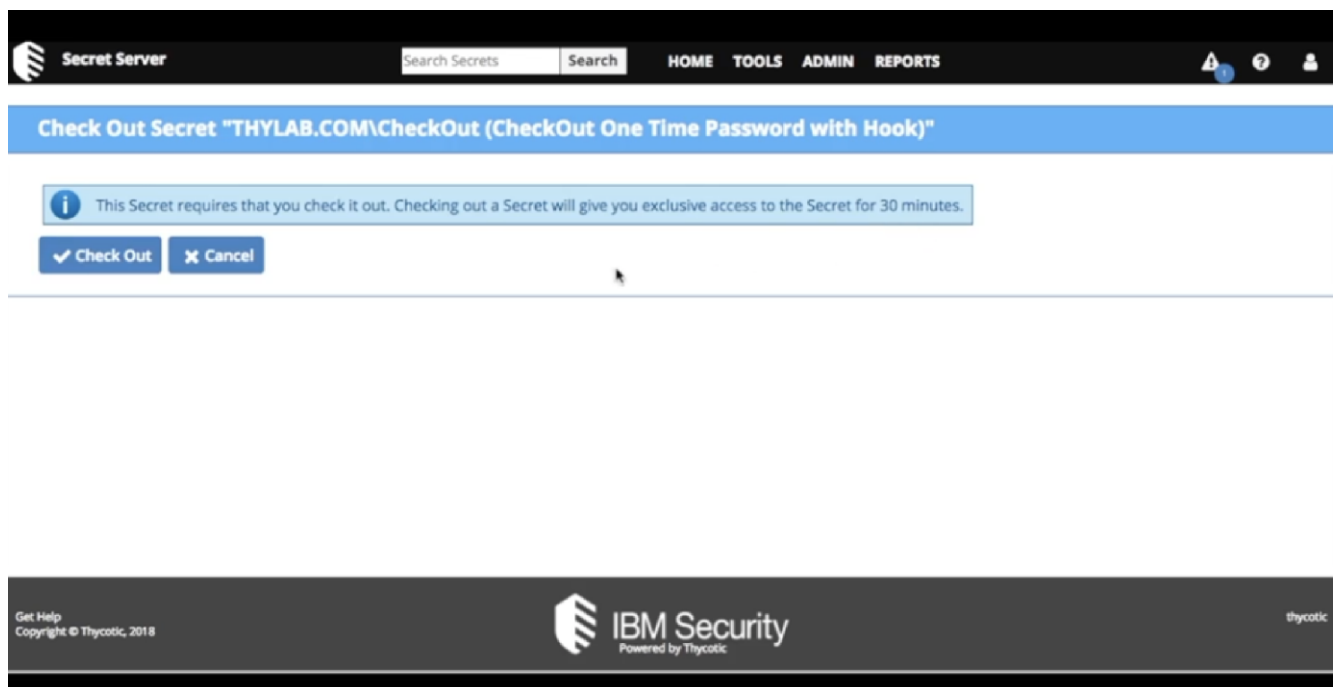 Secret Server
Search Secrets
Search
HOME TOOLS ADMIN REPORTS
1
Check Out Secret "THYLAB.COM\CheckOut (CheckOut One Time Password with Hook)"
This Secret requires that you check it out. Checking out a Secret will give you exclusive access to the Secret for 30 minutes.
Check Out
Cancel
Get Help
Copyright © Thycotic, 2018
IBM Security
Powered by Thycotic
thycotic